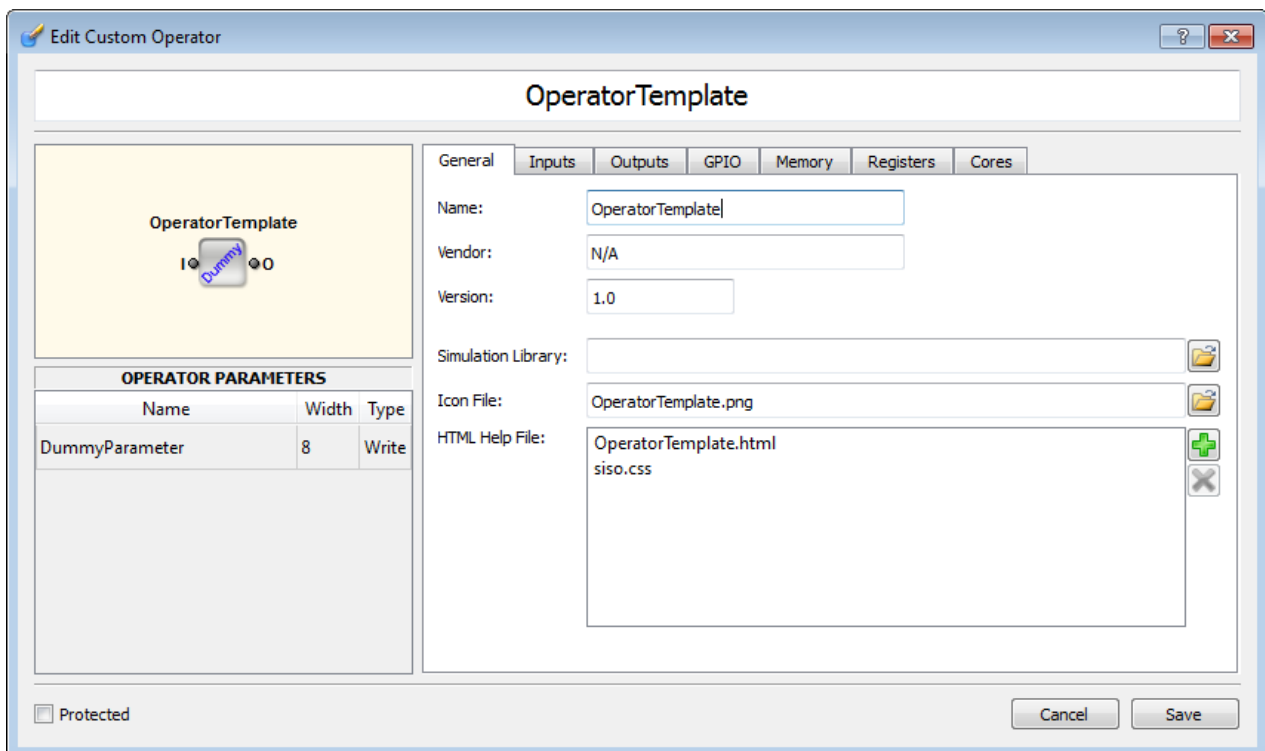 Edit Custom Operator
?
OperatorTemplate
OperatorTemplate
I Dummy O
OPERATOR PARAMETERS
Name Width Type
DummyParameter 8 Write
General Inputs Outputs GPIO Memory Registers Cores
Name: OperatorTemplate
Vendor: N/A
Version: 1.0
Simulation Library:
Icon File: OperatorTemplate.png
HTML Help File: OperatorTemplate.html
siso.css
Protected
Cancel Save